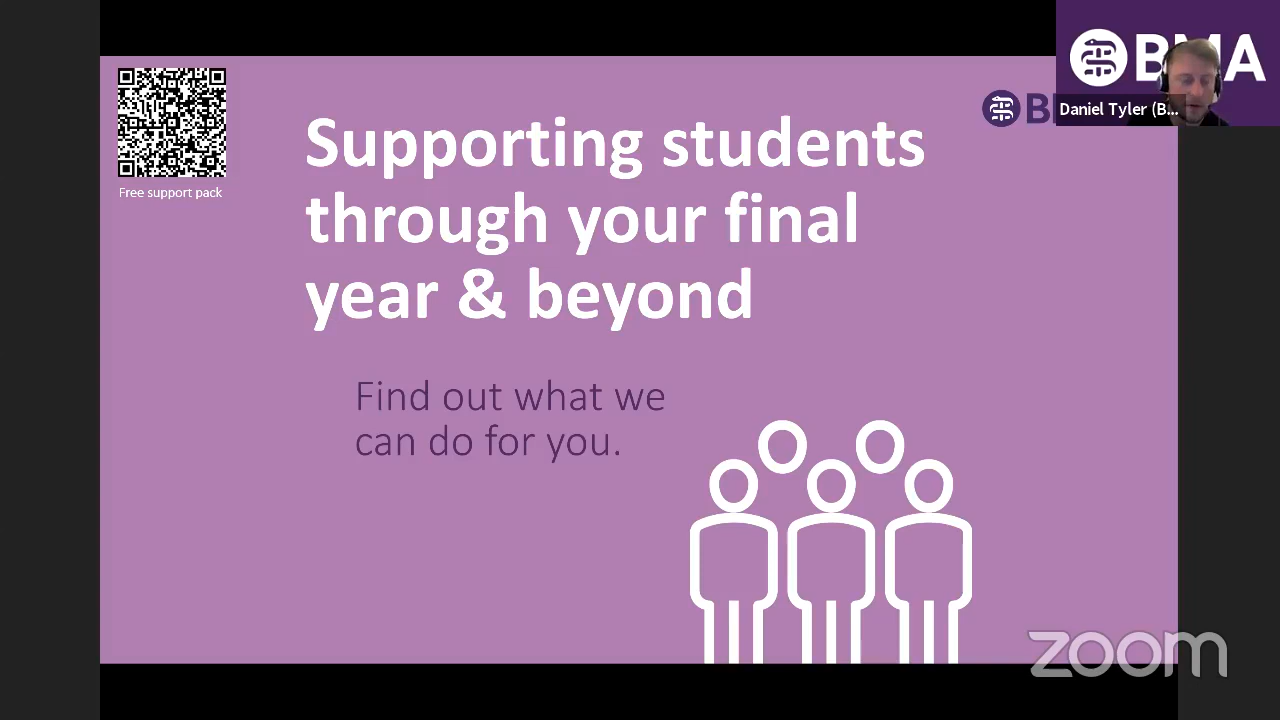 BMA
Daniel Tyler (B...
Free support pack
Supporting students
through your final
year & beyond
Find out what we
can do for you.
zoom